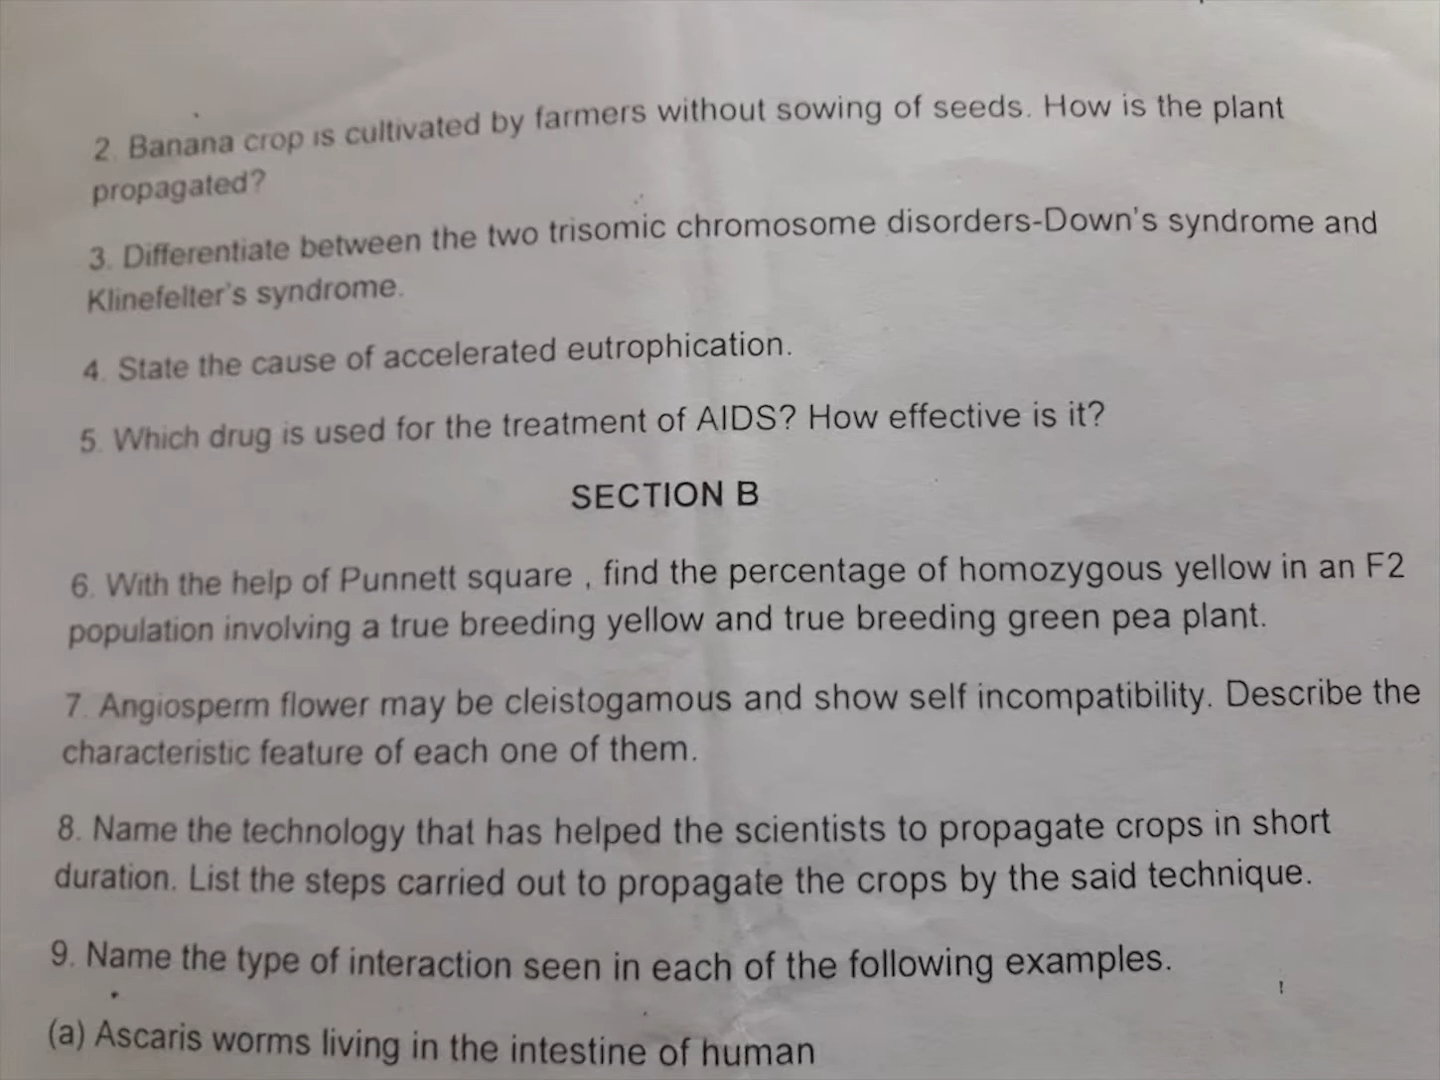 2. Banana crop is cultivated by farmers without sowing of seeds. How is the plant
propagated?
3. Differentiate between the two trisomic chromosome disorders-Down's syndrome and
Klinefelter's syndrome.
4. State the cause of accelerated eutrophication.
5. Which drug is used for the treatment of AIDS? How effective is it?
SECTION B
6. With the help of Punnett square , find the percentage of homozygous yellow in an F2
population involving a true breeding yellow and true breeding green pea plant.
7. Angiosperm flower may be cleistogamous and show self incompatibility. Describe the
characteristic feature of each one of them.
8. Name the technology that has helped the scientists to propagate crops in short
duration. List the steps carried out to propagate the crops by the said technique.
9. Name the type of interaction seen in each of the following examples.
(a) Ascaris worms living in the intestine of human